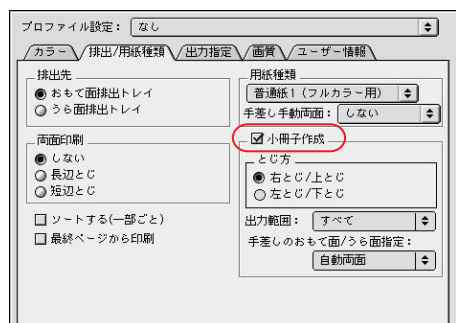 プロファイル設定： なし
カラー 排出/用紙種類 出力指定 画質 ユーザー情報
排出先
おもて面排出トレイ
うら面排出トレイ
両面印刷
しない
長辺とじ
短辺とじ
ソートする(一部ごと)
最終ページから印刷
用紙種類
普通紙1（フルカラー用）
手差し手動両面： しない
小冊子作成
とじ方
右とじ/上とじ
左とじ/下とじ
出力範囲： すべて
手差しのおもて面/うら面指定：
自動両面